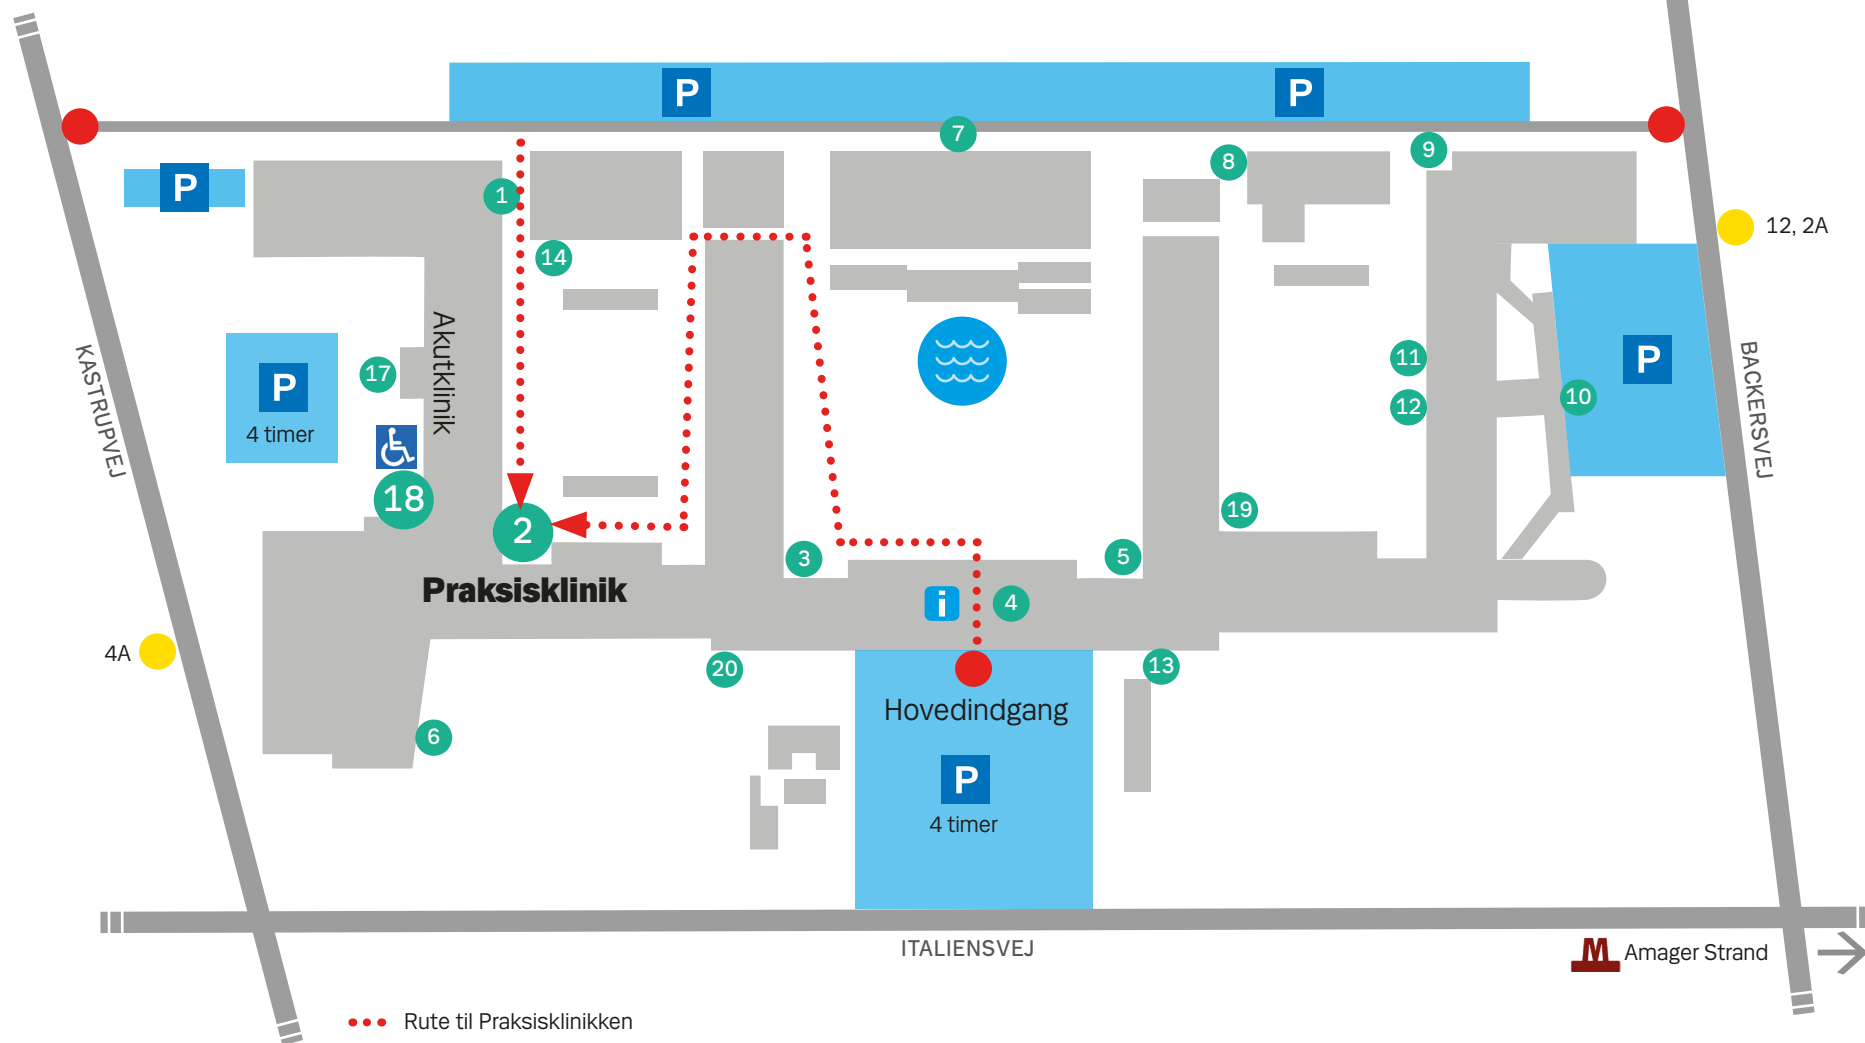 P
P
7
9
8
P
1
12, 2A
14
Akutklinik
KASTRUPVEJ
BACKERSVEJ
P
11
17
P
4 timer
12
10
18
19
2
3
5
Praksisklinik
i
4
4A
20
13
Hovedindgang
6
P
4 timer
ITALIENSVEJ
M Amager Strand
Rute til Praksisklinikken